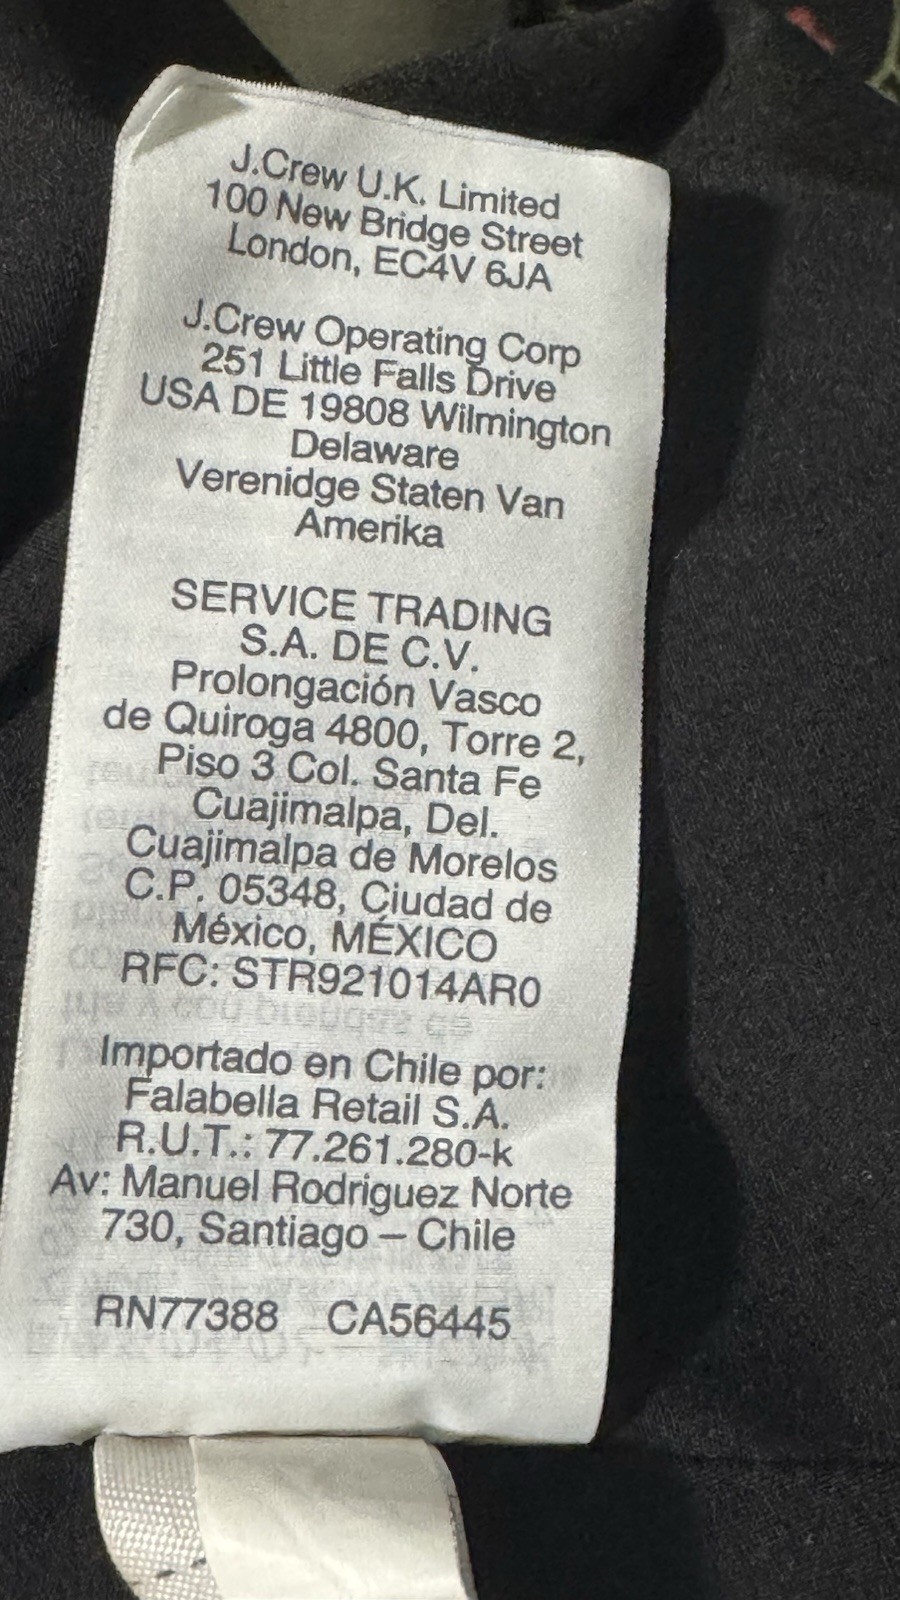 J.Crew U.K. Limited
100 New Bridge Street
London, EC4V 6JA
J.Crew Operating Corp
251 Little Falls Drive
USA DE 19808 Wilmington
Delaware
Verenidge Staten Van
Amerika
SERVICE TRADING
S.A. DE C.V.
Prolongación Vasco
de Quiroga 4800, Torre 2,
Piso 3 Col. Santa Fe
Cuajimalpa, Del.
Cuajimalpa de Morelos
C.P. 05348, Ciudad de
México, MÉXICO
RFC: STR921014AR0
Importado en Chile por:
Falabella Retail S.A.
R.U.T.: 77.261.280-k
Av: Manuel Rodriguez Norte
730, Santiago – Chile
RN77388 CA56445